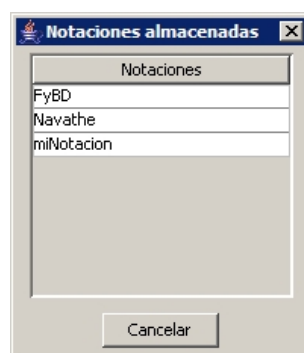 Notaciones almacenadas
Notaciones
FyBD
Navathe
miNotacion
Cancelar